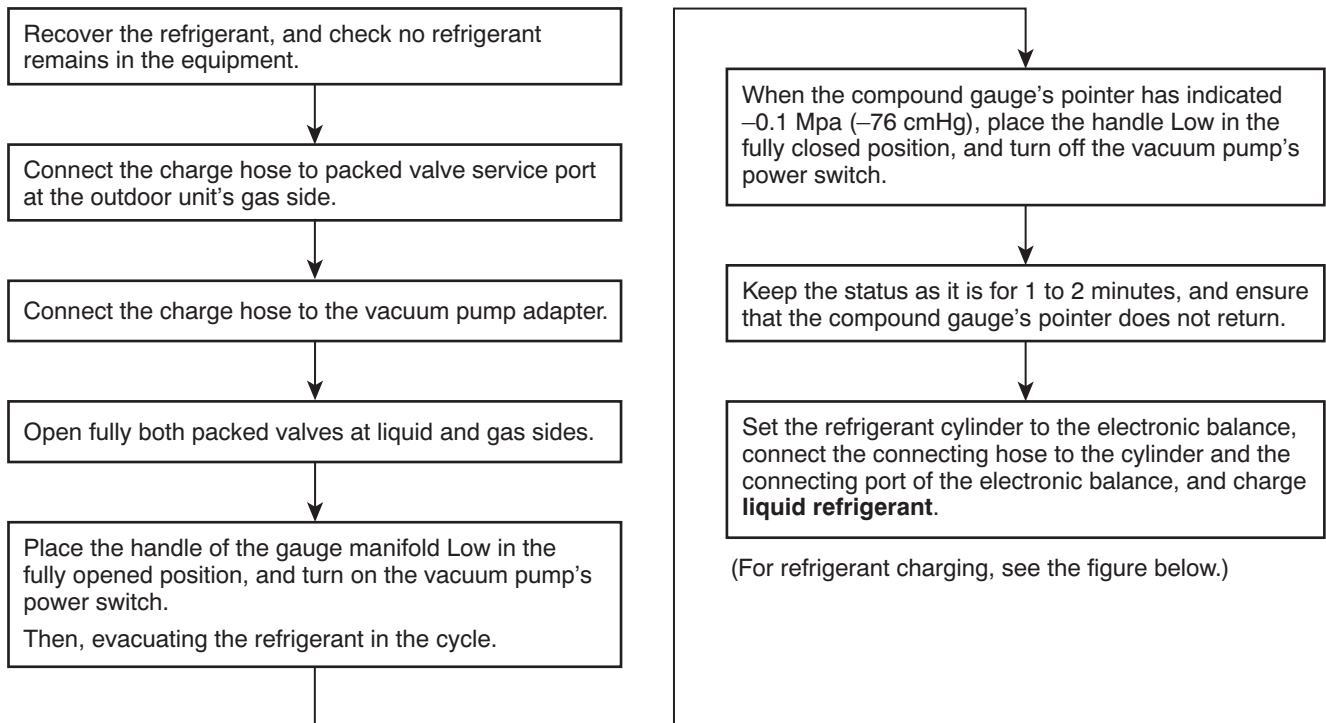 Recover the refrigerant, and check no refrigerant
remains in the equipment.
Connect the charge hose to packed valve service port
at the outdoor unit's gas side.
Connect the charge hose to the vacuum pump adapter.
Open fully both packed valves at liquid and gas sides.
Place the handle of the gauge manifold Low in the
fully opened position, and turn on the vacuum pump's
power switch.
Then, evacuating the refrigerant in the cycle.
When the compound gauge's pointer has indicated
–0.1 Mpa (–76 cmHg), place the handle Low in the
fully closed position, and turn off the vacuum pump's
power switch.
Keep the status as it is for 1 to 2 minutes, and ensure
that the compound gauge's pointer does not return.
Set the refrigerant cylinder to the electronic balance,
connect the connecting hose to the cylinder and the
connecting port of the electronic balance, and charge
liquid refrigerant.
(For refrigerant charging, see the figure below.)